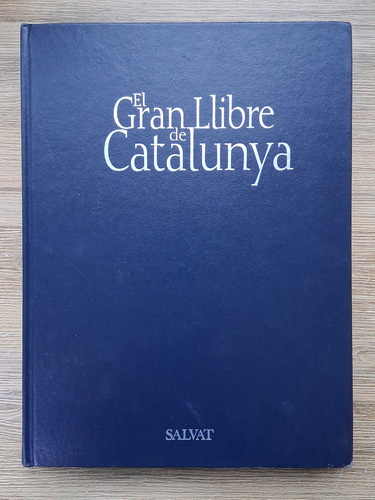 El
Gran Llibre
de
Catalunya
SALVAT